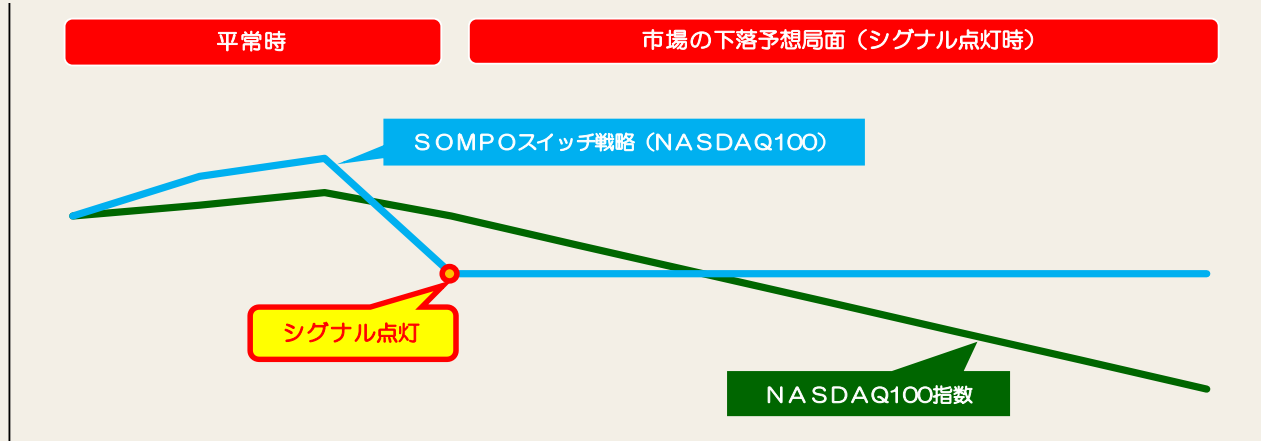 平常時
市場の下落予想局面（シグナル点灯時）
ＳＯＭＰＯスイッチ戦略（ＮＡＳＤＡＱ１００）
シグナル点灯
ＮＡＳＤＡＱ１００指数